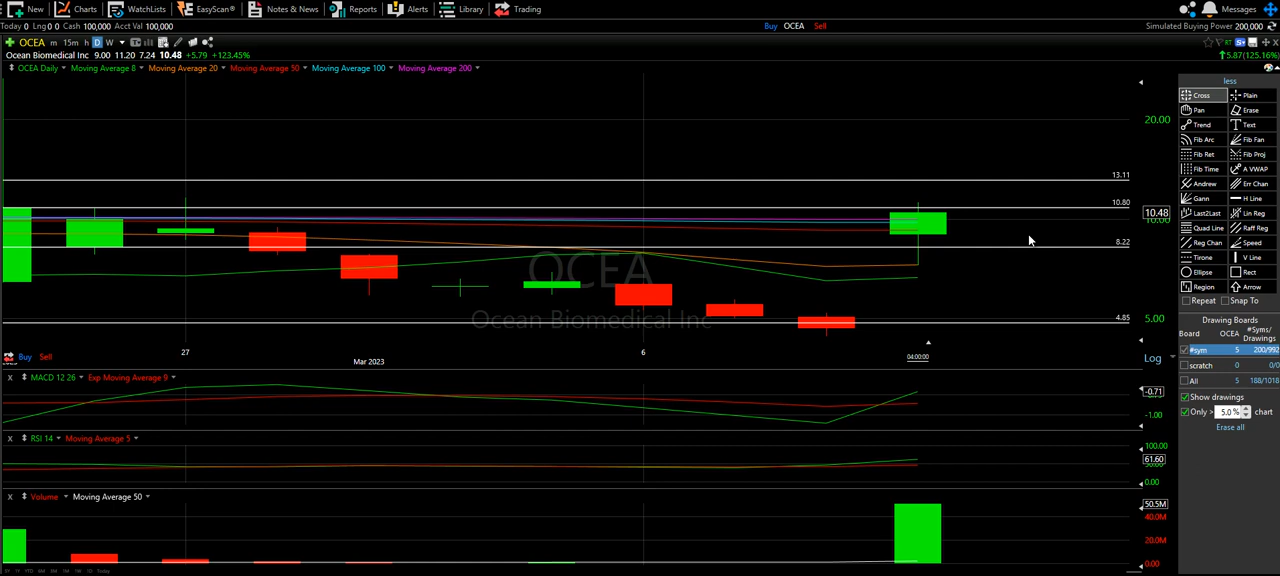 New Charts WatchLists EasyScan® Notes & News Reports Alerts Library Trading Messages
Today 0 Lng 0 0 Cash 100,000 Acct Val 100,000 Buy OCEA Sell Simulated Buying Power 200,000
OCEA m 15m h D W RT
Ocean Biomedical Inc 9.00 11.20 7.24 10.48 +5.79 +123.45% 5.87(125.16%)
OCEA Daily Moving Average 8 Moving Average 20 Moving Average 50 Moving Average 100 Moving Average 200
less
Cross Plain
Pan Erase
Trend Text
Fib Arc Fib Fan
Fib Ret Fib Proj
Fib Time A VWAP
Andrew Err Chan
Gann H Line
Last2Last Lin Reg
Quad Line Raff Reg
Reg Chan Speed
Tirone V Line
Ellipse Rect
Region Arrow
Repeat Snap To
Drawing Boards
Board OCEA #Syms/ Drawings
#sym 5 200/992
scratch 0 0/0
All 5 188/1018
Show drawings
Only > 5.0 % chart
Erase all
20.00
13.11
10.80
10.48
10.00
8.22
OCEA
Ocean Biomedical Inc
4.85
5.00
Buy Sell
27 Mar 2023 6 04:00:00
Log
MACD 12 26 Exp Moving Average 9
-0.71
-1.00
RSI 14 Moving Average 5
100.00
61.60
0.00
Volume Moving Average 50
50.5M
40.0M
20.0M
0.00